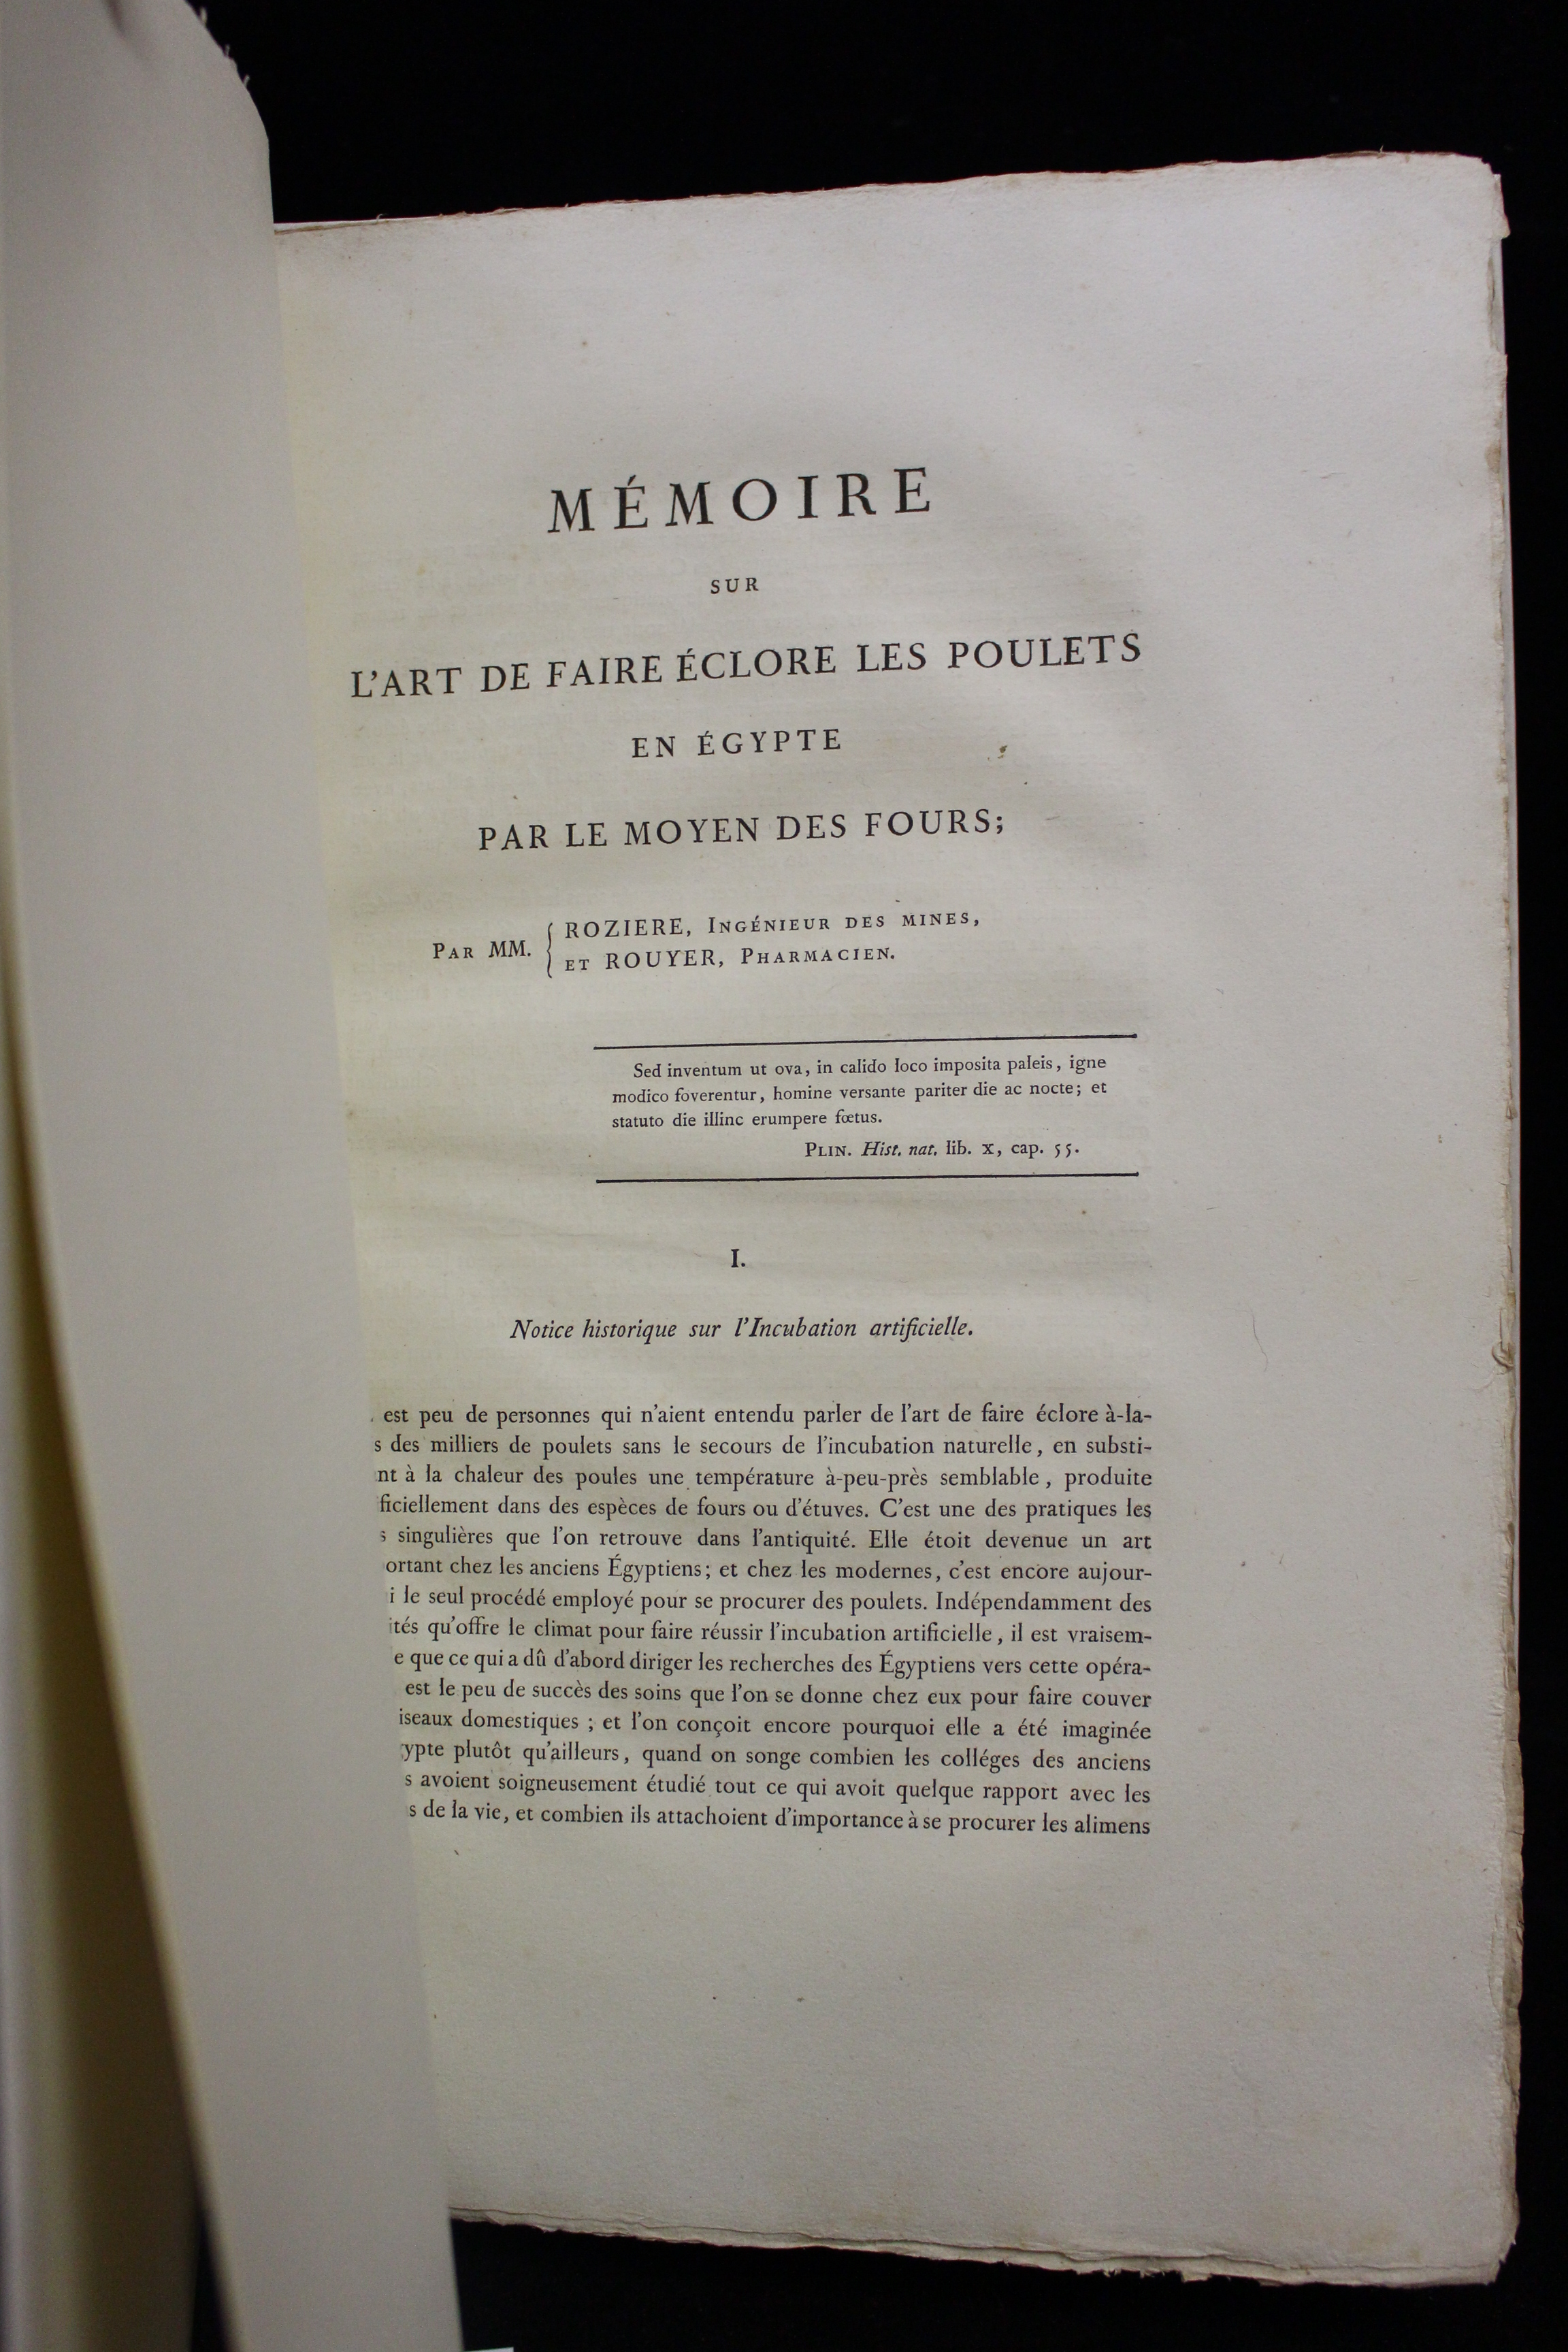 MÉMOIRE
SUR
L'ART DE FAIRE ÉCLORE LES POULETS
EN ÉGYPTE
PAR LE MOYEN DES FOURS;
PAR MM. { ROZIERE, INGÉNIEUR DES MINES,
ET ROUYER, PHARMACIEN.
Sed inventum ut ova, in calido loco imposita paleis, igne
modico foverentur, homine versante pariter die ac nocte; et
statuto die illinc erumpere fœtus.
PLIN. Hist. nat. lib. X, cap. 55.
I.
Notice historique sur l'Incubation artificielle.
est peu de personnes qui n'aient entendu parler de l'art de faire éclore à-la-
s des milliers de poulets sans le secours de l'incubation naturelle, en substi-
nt à la chaleur des poules une température à-peu-près semblable, produite
ficiellement dans des espèces de fours ou d'étuves. C'est une des pratiques les
s singulières que l'on retrouve dans l'antiquité. Elle étoit devenue un art
ortant chez les anciens Égyptiens; et chez les modernes, c'est encore aujour-
i le seul procédé employé pour se procurer des poulets. Indépendamment des
ités qu'offre le climat pour faire réussir l'incubation artificielle, il est vraisem-
e que ce qui a dû d'abord diriger les recherches des Égyptiens vers cette opéra-
est le peu de succès des soins que l'on se donne chez eux pour faire couver
iseaux domestiques; et l'on conçoit encore pourquoi elle a été imaginée
ypte plutôt qu'ailleurs, quand on songe combien les colléges des anciens
s avoient soigneusement étudié tout ce qui avoit quelque rapport avec les
s de la vie, et combien ils attachoient d'importance à se procurer les alimens